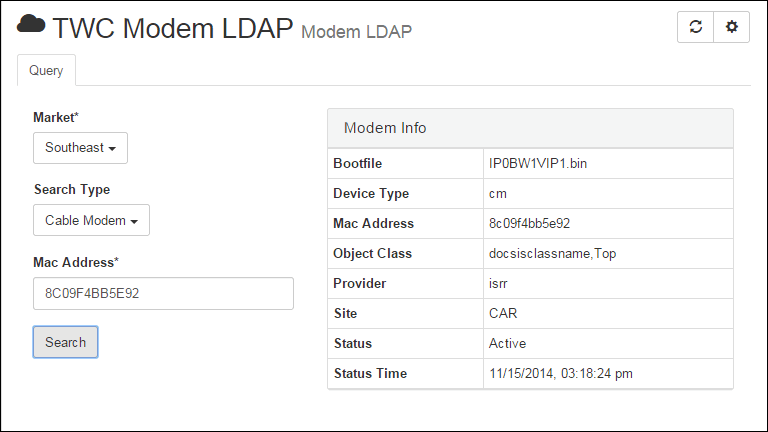 TWC Modem LDAP Modem LDAP
Query
Market*
Southeast
Search Type
Cable Modem
Mac Address*
8C09F4BB5E92
Search
Modem Info
Bootfile IP0BW1VIP1.bin
Device Type cm
Mac Address 8c09f4bb5e92
Object Class docsisclassname,Top
Provider isrr
Site CAR
Status Active
Status Time 11/15/2014, 03:18:24 pm